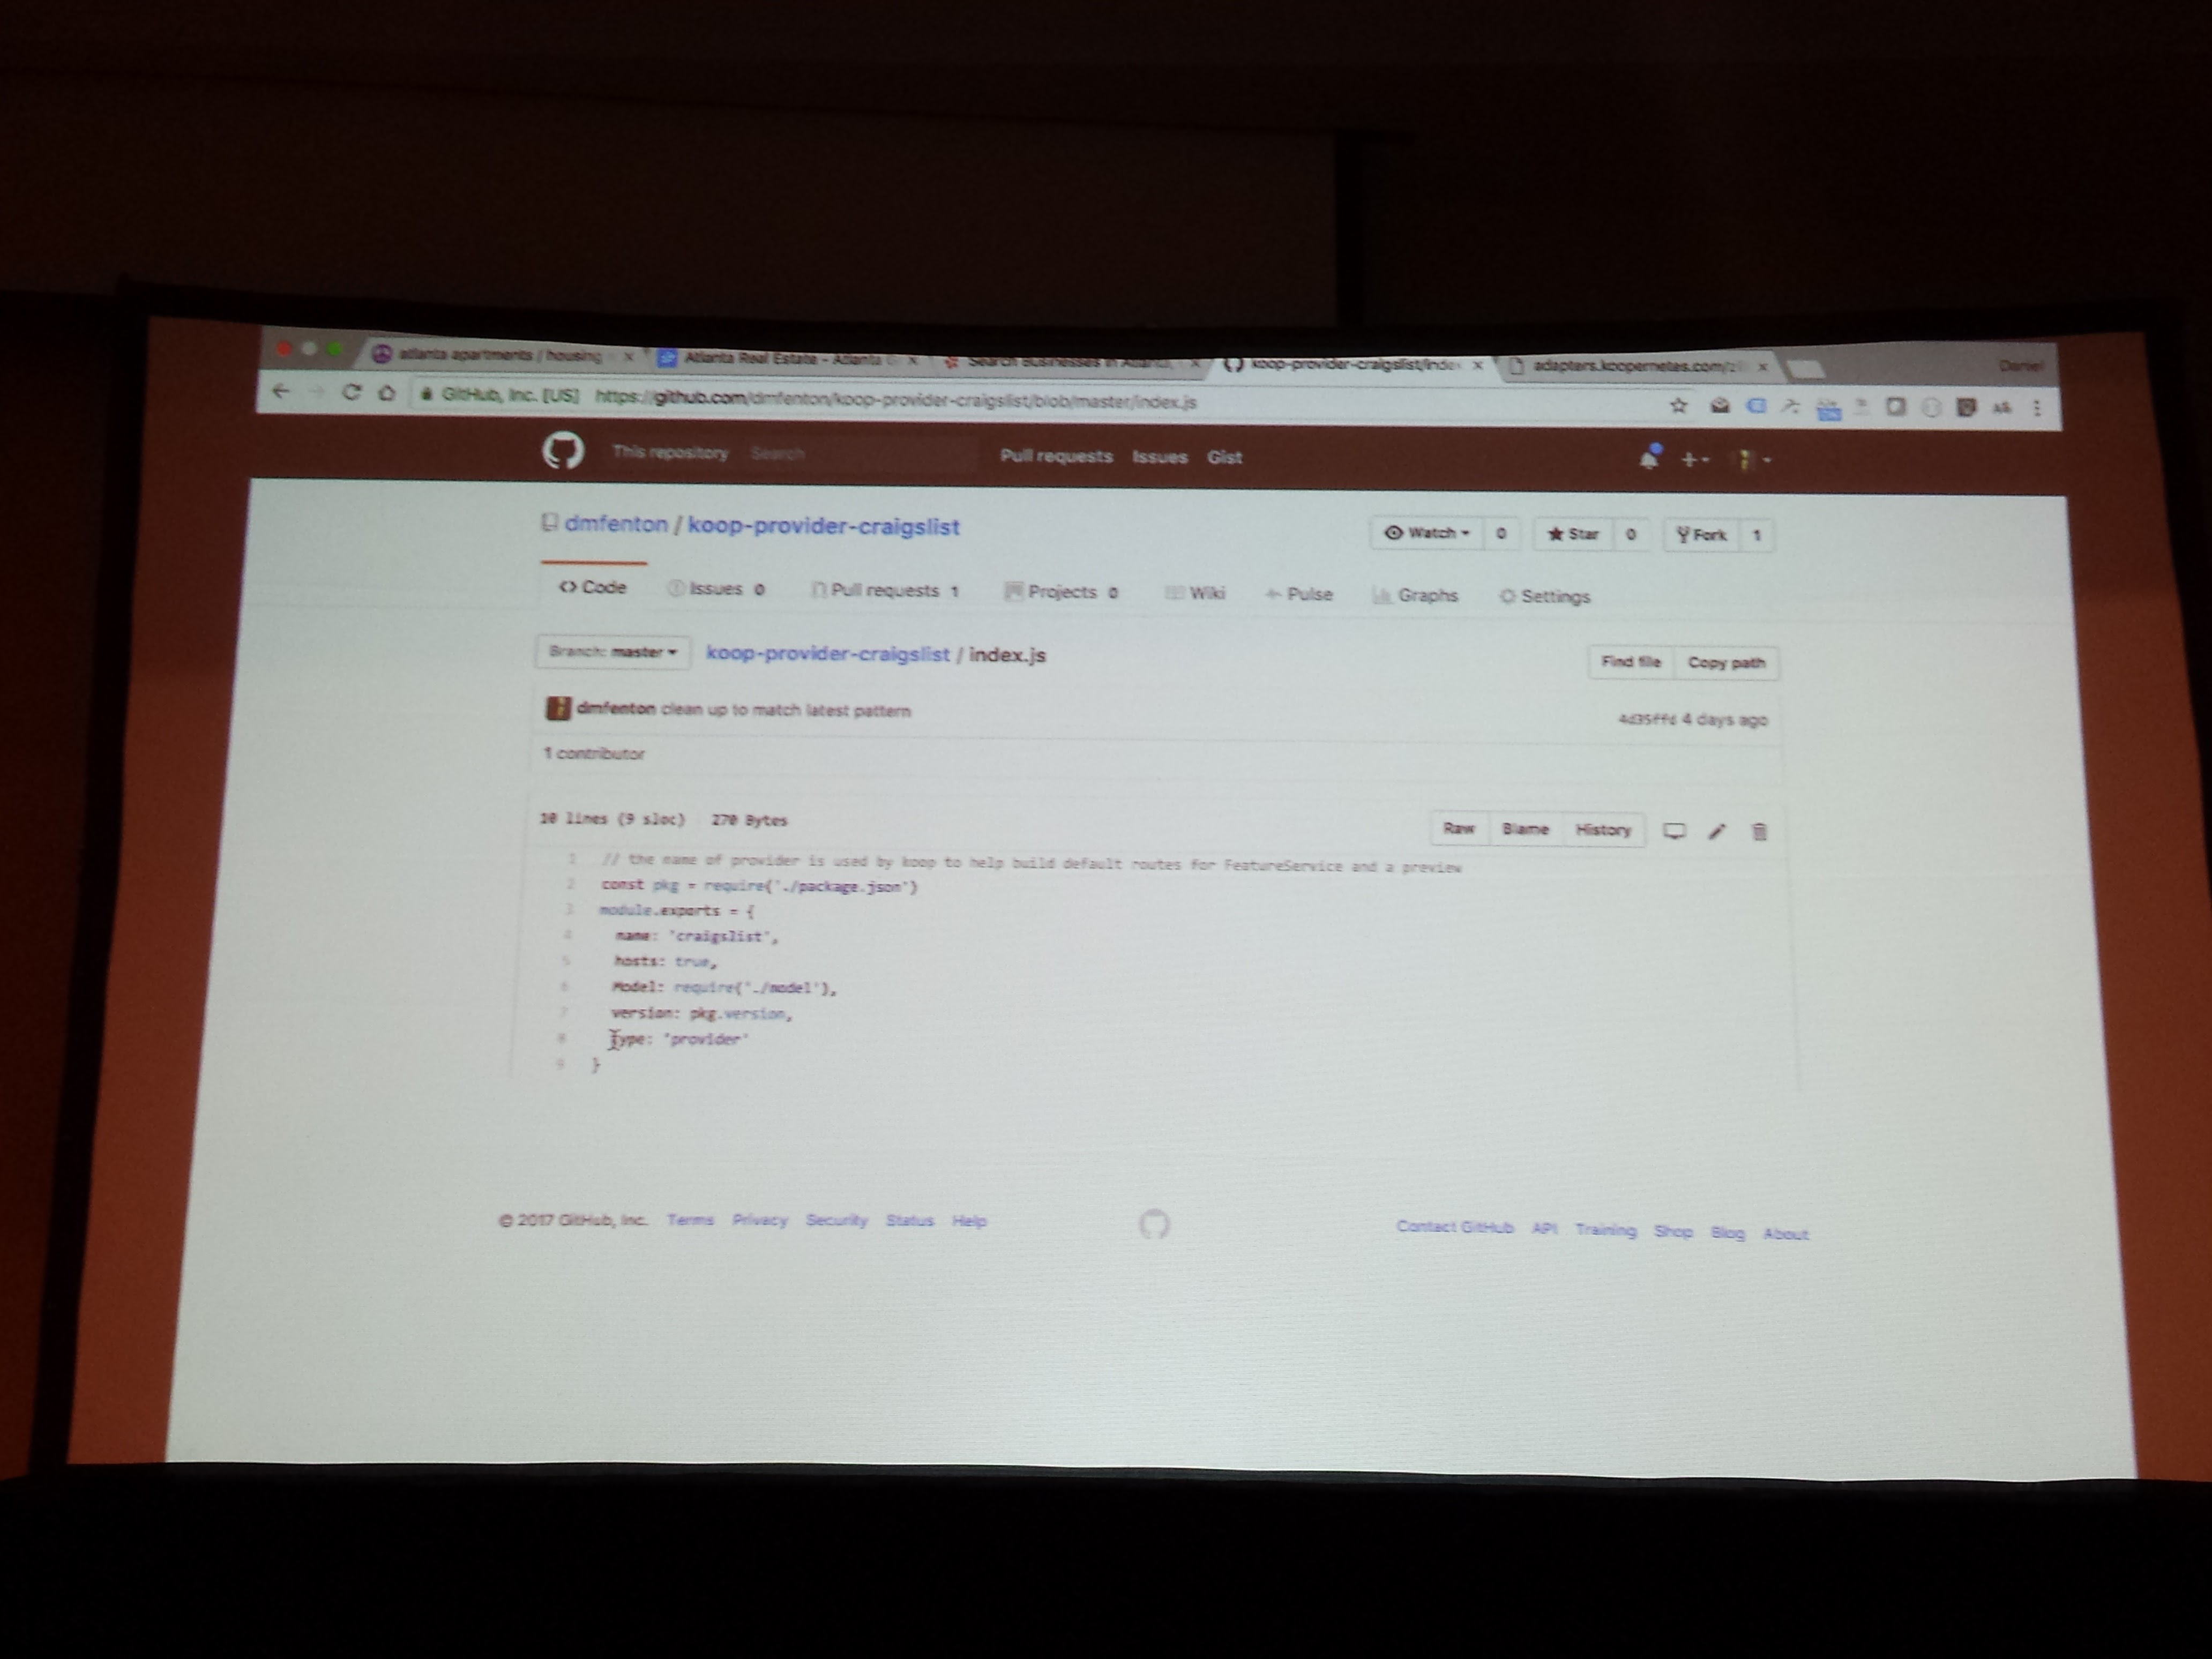 atlanta apartments / housing
Atlanta Real Estate - Atlanta
Search Businesses in Atlanta,
koop-provider-craigslist/index
adapters.koopernetes.com/
Daniel
GitHub, Inc. [US] https://github.com/dmfenton/koop-provider-craigslist/blob/master/index.js
This repository Search Pull requests Issues Gist
dmfenton / koop-provider-craigslist
Watch 0 Star 0 Fork 1
Code Issues 0 Pull requests 1 Projects 0 Wiki Pulse Graphs Settings
Branch: master koop-provider-craigslist / index.js Find file Copy path
dmfenton clean up to match latest pattern 4d35ffd 4 days ago
1 contributor
10 lines (9 sloc) 270 Bytes Raw Blame History
1 // the name of provider is used by koop to help build default routes for FeatureService and a preview
2 const pkg = require('./package.json')
3 module.exports = {
4 name: 'craigslist',
5 hosts: true,
6 Model: require('./model'),
7 version: pkg.version,
8 type: 'provider'
9 }
© 2017 GitHub, Inc. Terms Privacy Security Status Help Contact GitHub API Training Shop Blog About